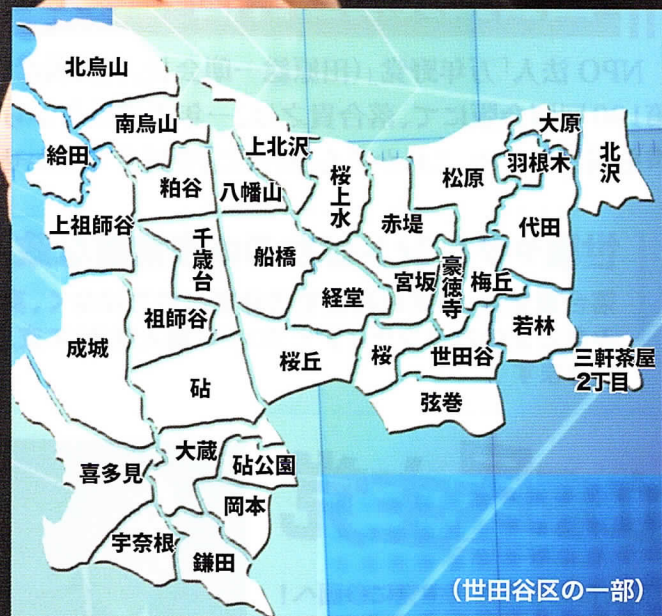 北烏山
給田
南烏山
上祖師谷
粕谷
八幡山
上北沢
桜上水
赤堤
松原
大原
羽根木
北沢
代田
千歳台
船橋
経堂
宮坂
豪徳寺
梅丘
成城
祖師谷
桜丘
桜
世田谷
若林
三軒茶屋
2丁目
砧
弦巻
喜多見
大蔵
砧公園
岡本
宇奈根
鎌田
(世田谷区の一部)